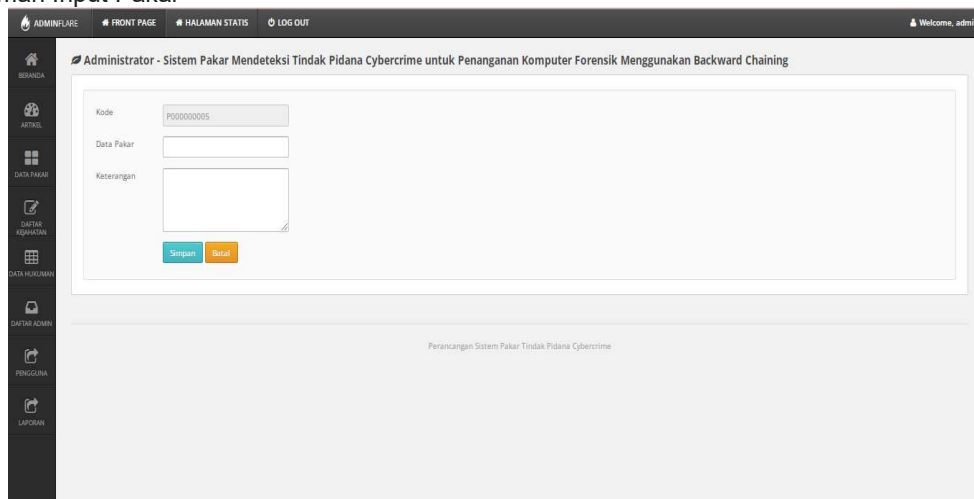 Input Pakar
ADMINFLARE FRONT PAGE HALAMAN STATIS LOG OUT Welcome, admi
Administrator - Sistem Pakar Mendeteksi Tindak Pidana Cybercrime untuk Penanganan Komputer Forensik Menggunakan Backward Chaining
BERANDA
ARTIKEL
DATA PAKAR
DAFTAR
KEJAHATAN
DATA HUKUMAN
DAFTAR ADMIN
PENGGUNA
LAPORAN
Kode P000000005
Data Pakar
Keterangan
Simpan Batal
Perancangan Sistem Pakar Tindak Pidana Cybercrime